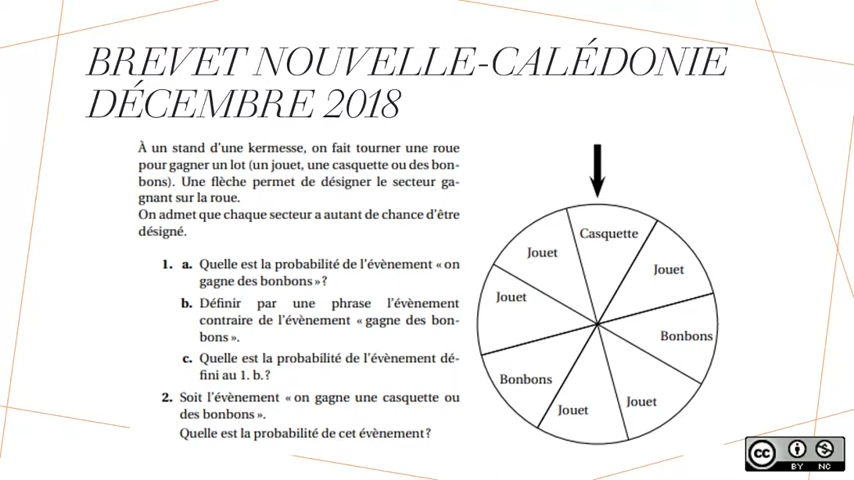 BREVET NOUVELLE-CALÉDONIE
DÉCEMBRE 2018
À un stand d'une kermesse, on fait tourner une roue
pour gagner un lot (un jouet, une casquette ou des bon-
bons). Une flèche permet de désigner le secteur ga-
gnant sur la roue.
On admet que chaque secteur a autant de chance d'être
désigné.
1. a. Quelle est la probabilité de l'évènement « on
gagne des bonbons »?
b. Définir par une phrase l'évènement
contraire de l'évènement « gagne des bon-
bons ».
c. Quelle est la probabilité de l'évènement dé-
fini au 1. b.?
2. Soit l'évènement « on gagne une casquette ou
des bonbons ».
Quelle est la probabilité de cet évènement?
Casquette
Jouet
Jouet
Jouet
Bonbons
Bonbons
Jouet
Jouet
cc
BY NC